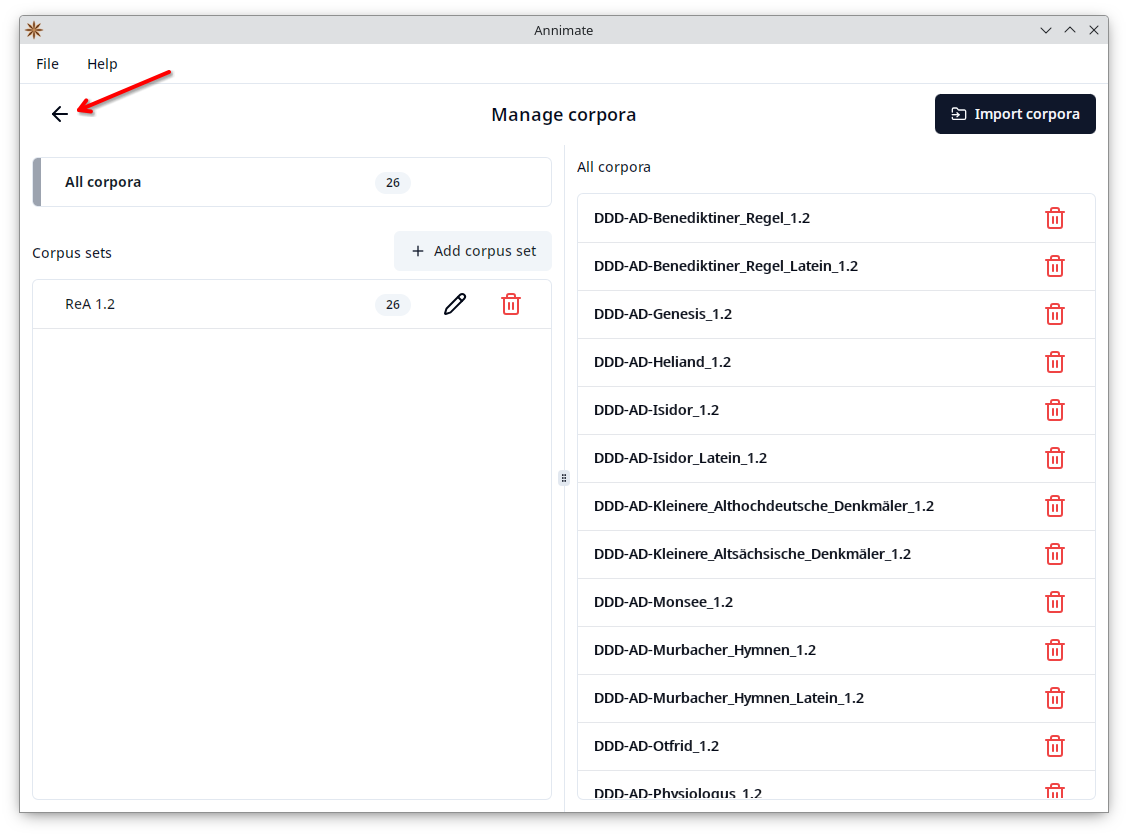 Annimate
File Help
Manage corpora
Import corpora
All corpora 26
Corpus sets
Add corpus set
ReA 1.2 26
All corpora
DDD-AD-Benediktiner_Regel_1.2
DDD-AD-Benediktiner_Regel_Latein_1.2
DDD-AD-Genesis_1.2
DDD-AD-Heliand_1.2
DDD-AD-Isidor_1.2
DDD-AD-Isidor_Latein_1.2
DDD-AD-Kleinere_Althochdeutsche_Denkmäler_1.2
DDD-AD-Kleinere_Altsächsische_Denkmäler_1.2
DDD-AD-Monsee_1.2
DDD-AD-Murbacher_Hymnen_1.2
DDD-AD-Murbacher_Hymnen_Latein_1.2
DDD-AD-Otfrid_1.2
DDD-AD-Physiologus_1.2